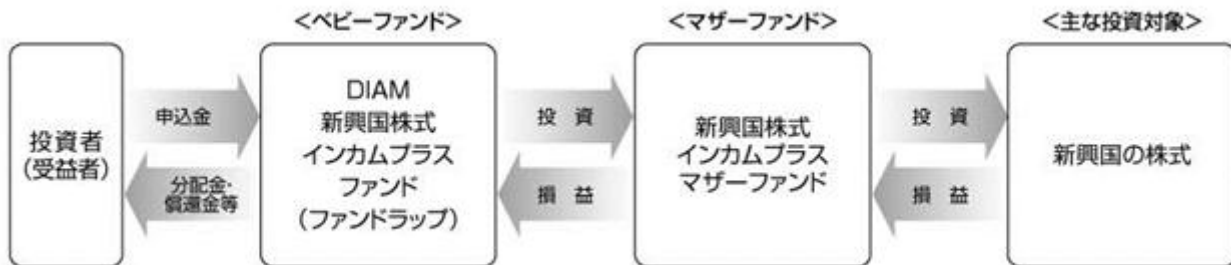 <ベビーファンド>
<マザーファンド>
<主な投資対象>
投資者
(受益者)
申込金
分配金・
償還金等
DIAM
新興国株式
インカムプラス
ファンド
(ファンドラップ)
投 資
損 益
新興国株式
インカムプラス
マザーファンド
投 資
損 益
新興国の株式